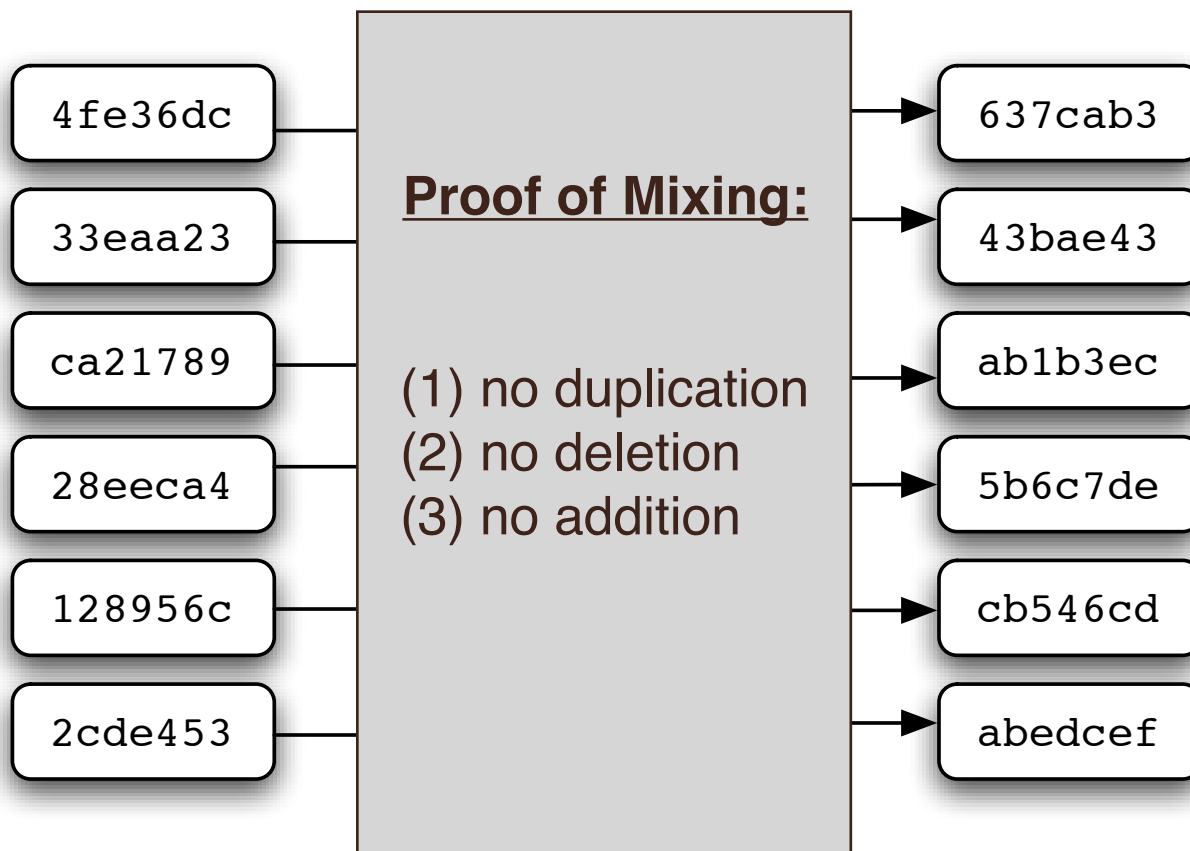 4fe36dc
33eaa23
ca21789
28eeca4
128956c
2cde453
Proof of Mixing:
(1) no duplication
(2) no deletion
(3) no addition
637cab3
43bae43
ab1b3ec
5b6c7de
cb546cd
abedcef